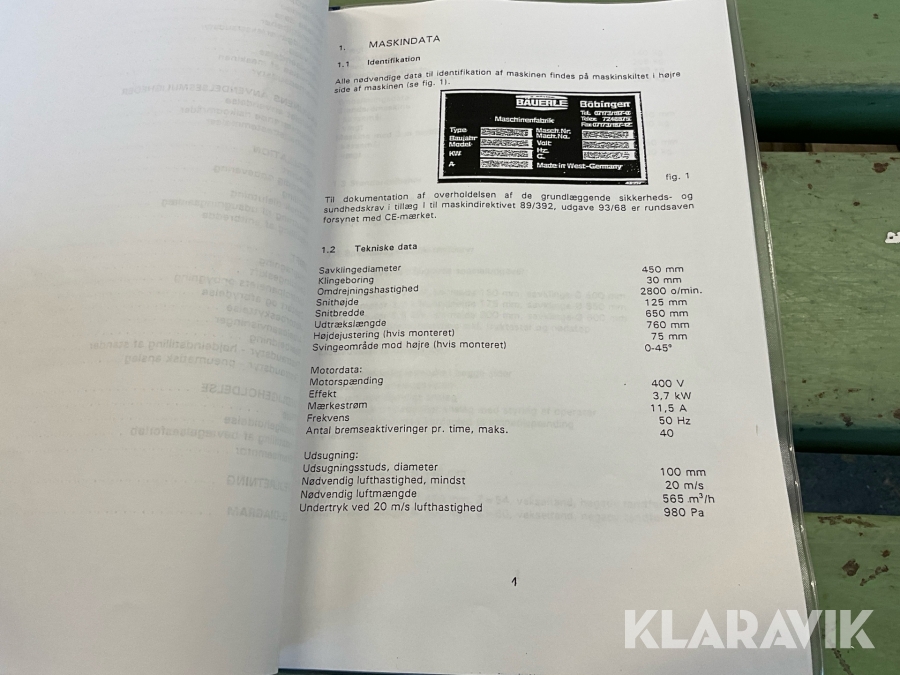 1. MASKINDATA
1.1 Identifikation
Alle nødvendige data til identifikation af maskinen findes på maskinskiltet i højre
side af maskinen (se fig. 1).
BÄUERLE Böbingen
Maschinenfabrik
Type
Baujahr
Model
KW
A
Masch.Nr.
Mach.No.
Volt
Hz.
Made in West-Germany
fig. 1
Til dokumentation af overholdelsen af de grundlæggende sikkerheds- og
sundhedskrav i tillæg I til maskindirektivet 89/392, udgave 93/68 er rundsaven
forsynet med CE-mærket.
1.2 Tekniske data
Savklingediameter 450 mm
Klingeboring 30 mm
Omdrejningshastighed 2800 o/min.
Snithøjde 125 mm
Snitbredde 650 mm
Udtrækslængde 760 mm
Højdejustering (hvis monteret) 75 mm
Svingeområde mod højre (hvis monteret) 0-45°
Motordata:
Motorspænding 400 V
Effekt 3,7 kW
Mærkestrøm 11,5 A
Frekvens 50 Hz
Antal bremseaktiveringer pr. time, maks. 40
Udsugning:
Udsugningsstuds, diameter 100 mm
Nødvendig lufthastighed, mindst 20 m/s
Nødvendig luftmængde 565 m³/h
Undertryk ved 20 m/s lufthastighed 980 Pa
1
KLARAVIK